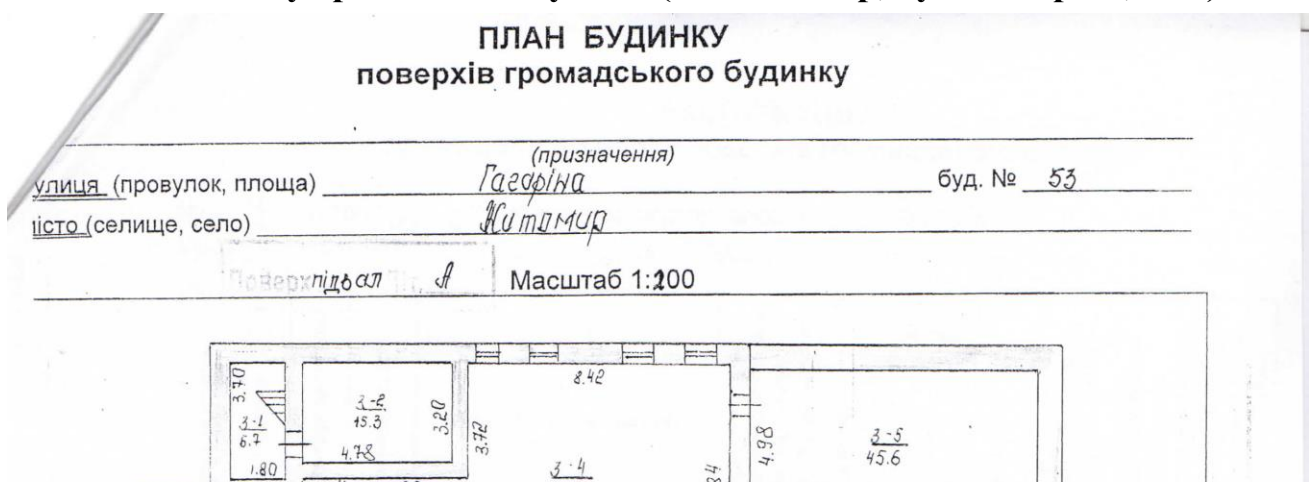 ПЛАН БУДИНКУ
поверхів громадського будинку
(призначення)
улиця (провулок, площа) Гагаріна буд. № 53
місто (селище, село) Житомир
підвал А Масштаб 1:200
8.42
3.70
3-2
15.3
3.20
3-1
6.7
3.72
4.98
3-5
45.6
4.78
1.80
3-4
84